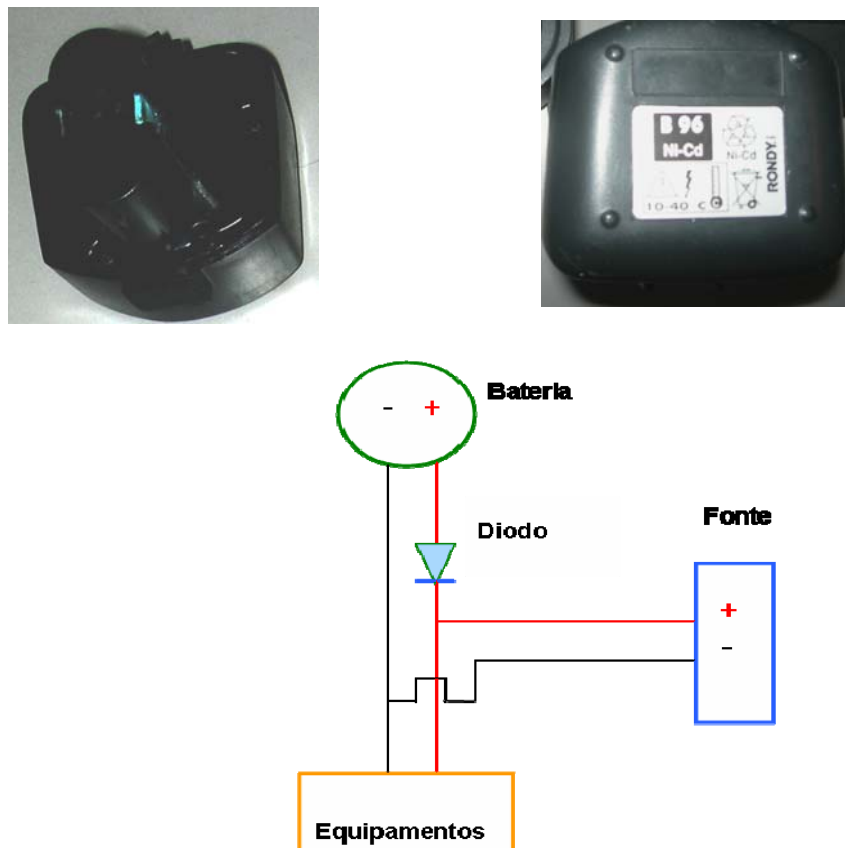 B 96
Ni-Cd
Ni-Cd
RONDY
10-40 C
- +
Bateria
Diodo
Fonte
+
-
Equipamentos